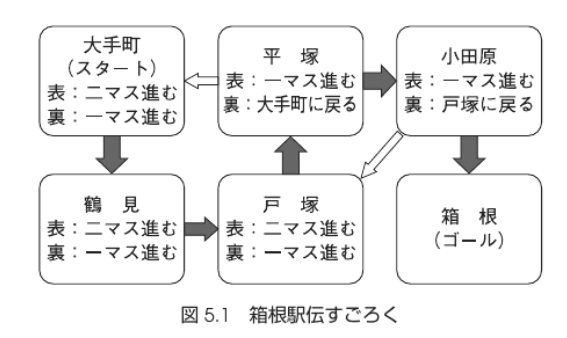 大手町
(スタート)
表：二マス進む
裏：一マス進む
平　塚
表：一マス進む
裏：大手町に戻る
小田原
表：一マス進む
裏：戸塚に戻る
鶴　見
表：二マス進む
裏：一マス進む
戸　塚
表：二マス進む
裏：一マス進む
箱　根
(ゴール)
図 5.1　箱根駅伝すごろく